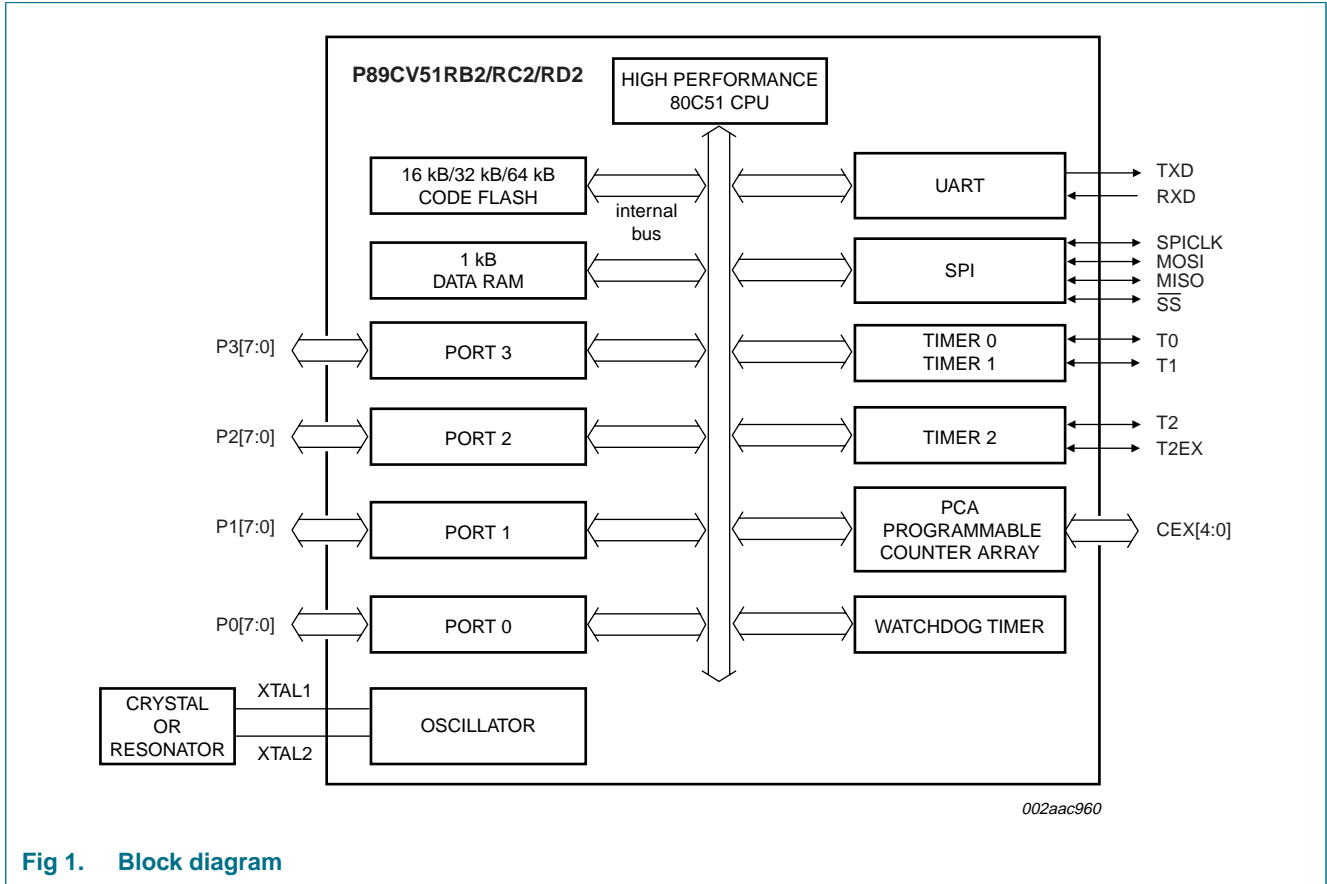 P89CV51RB2/RC2/RD2
HIGH PERFORMANCE
80C51 CPU
16 kB/32 kB/64 kB
CODE FLASH
internal
bus
UART
TXD
RXD
1 kB
DATA RAM
SPI
SPICLK
MOSI
MISO
SS
P3[7:0]
PORT 3
TIMER 0
TIMER 1
T0
T1
P2[7:0]
PORT 2
TIMER 2
T2
T2EX
P1[7:0]
PORT 1
PCA
PROGRAMMABLE
COUNTER ARRAY
CEX[4:0]
P0[7:0]
PORT 0
WATCHDOG TIMER
CRYSTAL
OR
RESONATOR
XTAL1
XTAL2
OSCILLATOR
002aac960
Fig 1. Block diagram